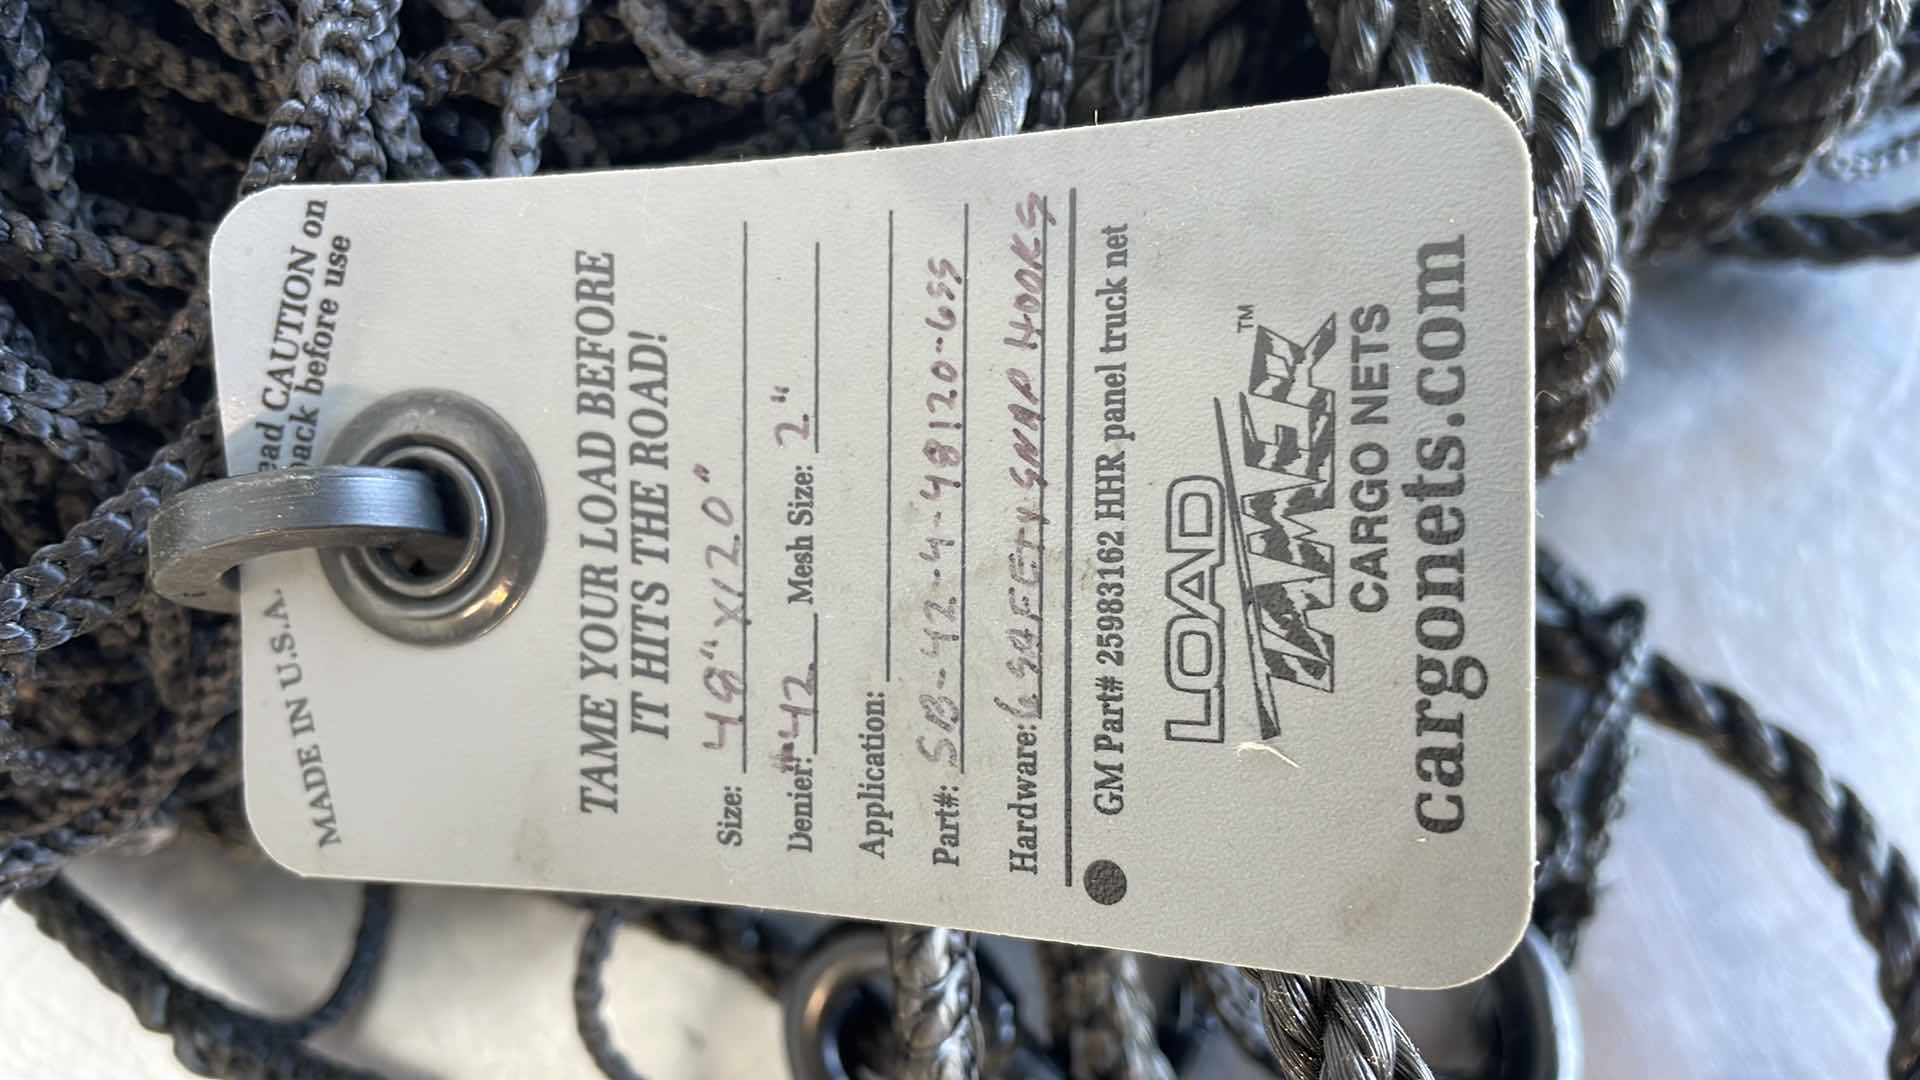 MADE IN U.S.A.
ead CAUTION on
back before use
TAME YOUR LOAD BEFORE
IT HITS THE ROAD!
Size: 48" x 120"
Denier: #42 Mesh Size: 2"
Application:
Part#: SB-42-4-48120-6SS
Hardware: 6 SAFETY SNAP HOOKS
GM Part# 25983162 HHR panel truck net
LOAD
TAMER™
CARGO NETS
cargonets.com